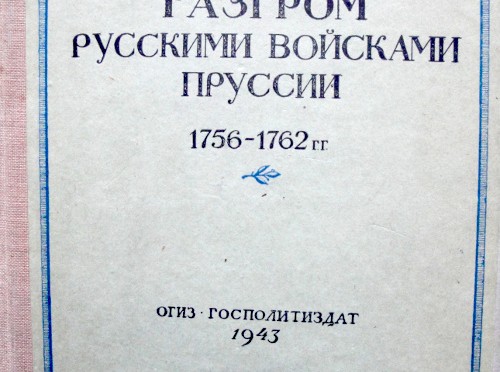 РАЗГРОМ
РУССКИМИ ВОЙСКАМИ
ПРУССИИ
1756-1762 гг.
ОГИЗ · ГОСПОЛИТИЗДАТ
1943